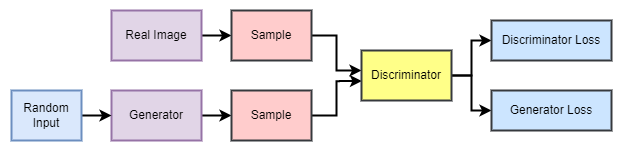 Real Image
Sample
Discriminator Loss
Discriminator
Random
Input
Generator
Sample
Generator Loss